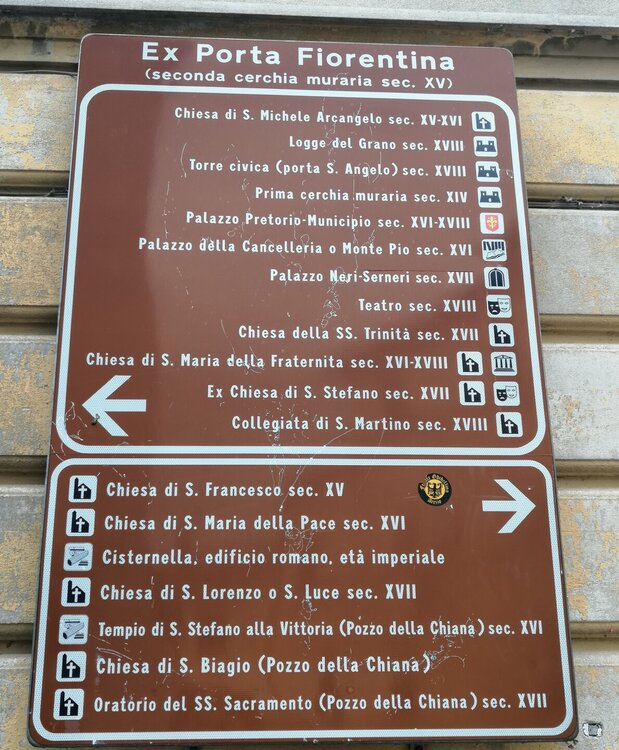 Ex Porta Fiorentina
(seconda cerchia muraria sec. XV)
Chiesa di S. Michele Arcangelo sec. XV-XVI
Logge del Grano sec. XVIII
Torre civica (porta S. Angelo) sec. XVIII
Prima cerchia muraria sec. XIV
Palazzo Pretorio-Municipio sec. XVI-XVIII
Palazzo della Cancelleria o Monte Pio sec. XVI
Palazzo Neri-Serneri sec. XVII
Teatro sec. XVIII
Chiesa della SS. Trinità sec. XVII
Chiesa di S. Maria della Fraternita sec. XVI-XVIII
Ex Chiesa di S. Stefano sec. XVII
Collegiata di S. Martino sec. XVIII
Chiesa di S. Francesco sec. XV
Chiesa di S. Maria della Pace sec. XVI
Cisternella, edificio romano, età imperiale
Chiesa di S. Lorenzo o S. Luce sec. XVII
Tempio di S. Stefano alla Vittoria (Pozzo della Chiana) sec. XVI
Chiesa di S. Biagio (Pozzo della Chiana)
Oratorio del SS. Sacramento (Pozzo della Chiana) sec. XVII